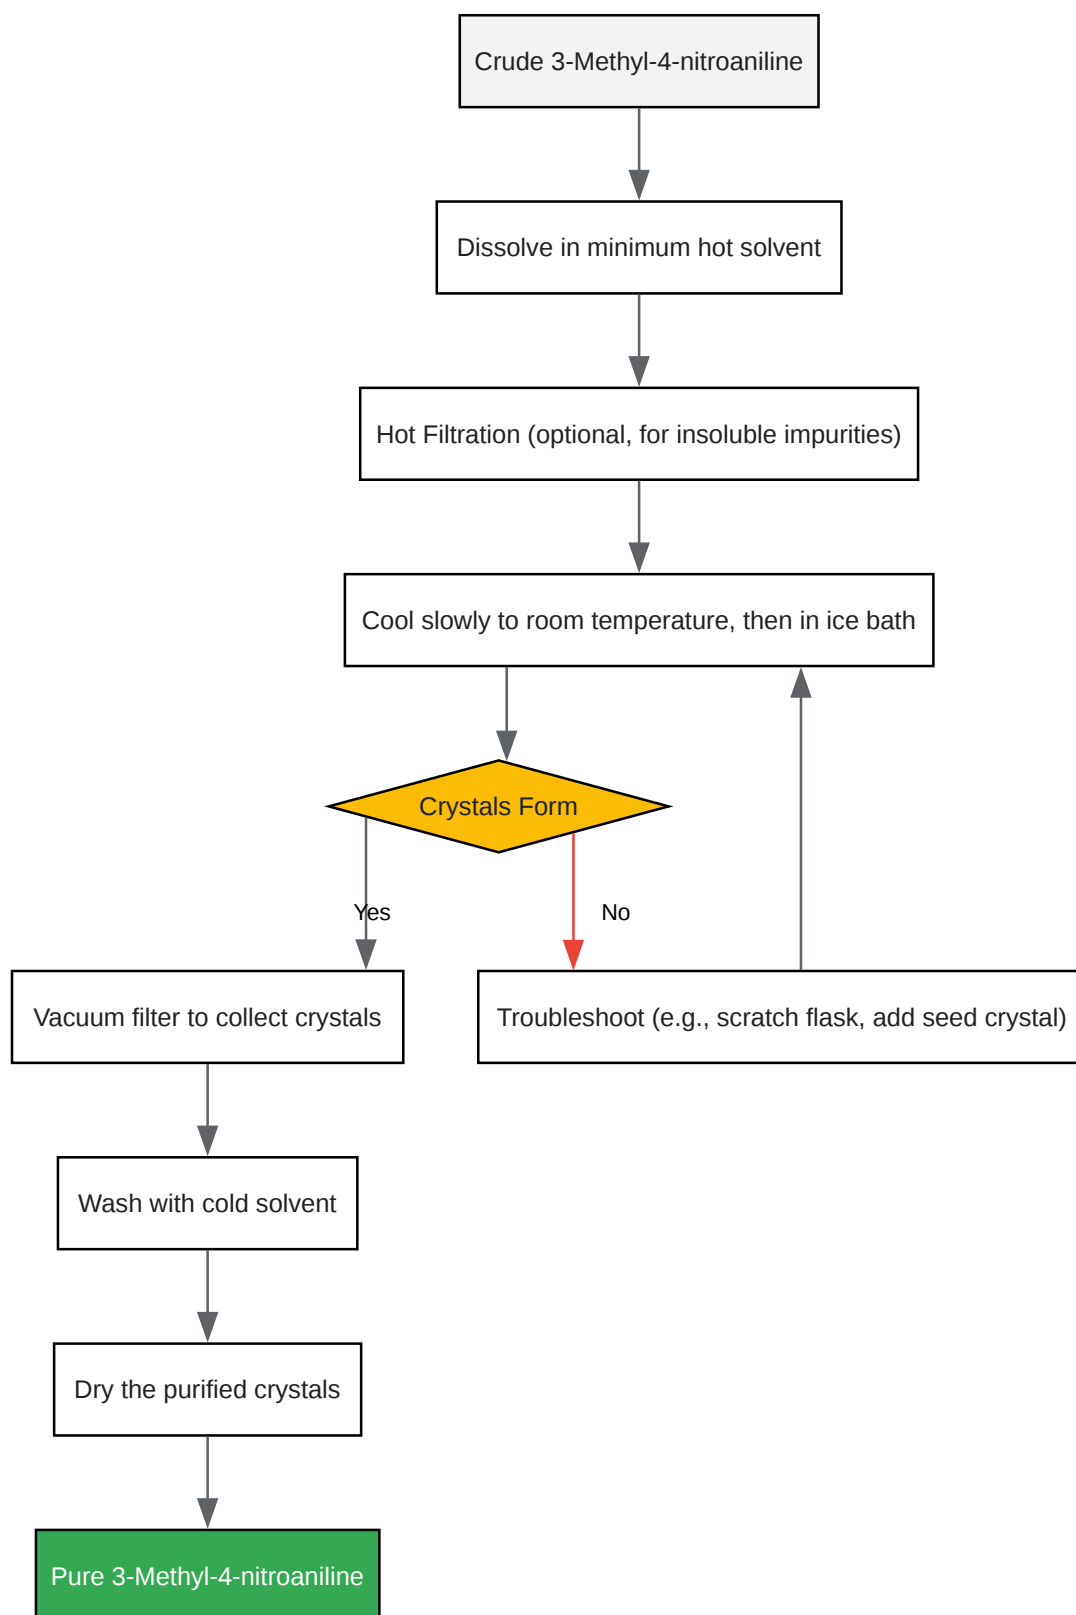 Crude 3-Methyl-4-nitroaniline
Dissolve in minimum hot solvent
Hot Filtration (optional, for insoluble impurities)
Cool slowly to room temperature, then in ice bath
Crystals Form
Yes
No
Vacuum filter to collect crystals
Troubleshoot (e.g., scratch flask, add seed crystal)
Wash with cold solvent
Dry the purified crystals
Pure 3-Methyl-4-nitroaniline